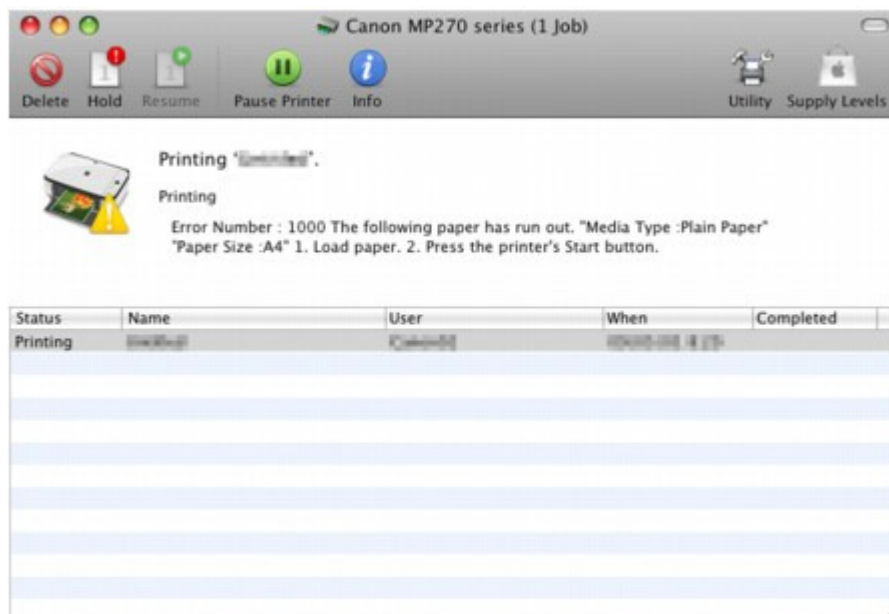 Canon MP270 series (1 Job)
Delete Hold Resume Pause Printer Info Utility Supply Levels
Printing "
Printing
Error Number : 1000 The following paper has run out. "Media Type :Plain Paper"
"Paper Size :A4" 1. Load paper. 2. Press the printer's Start button.
Status Name User When Completed
Printing